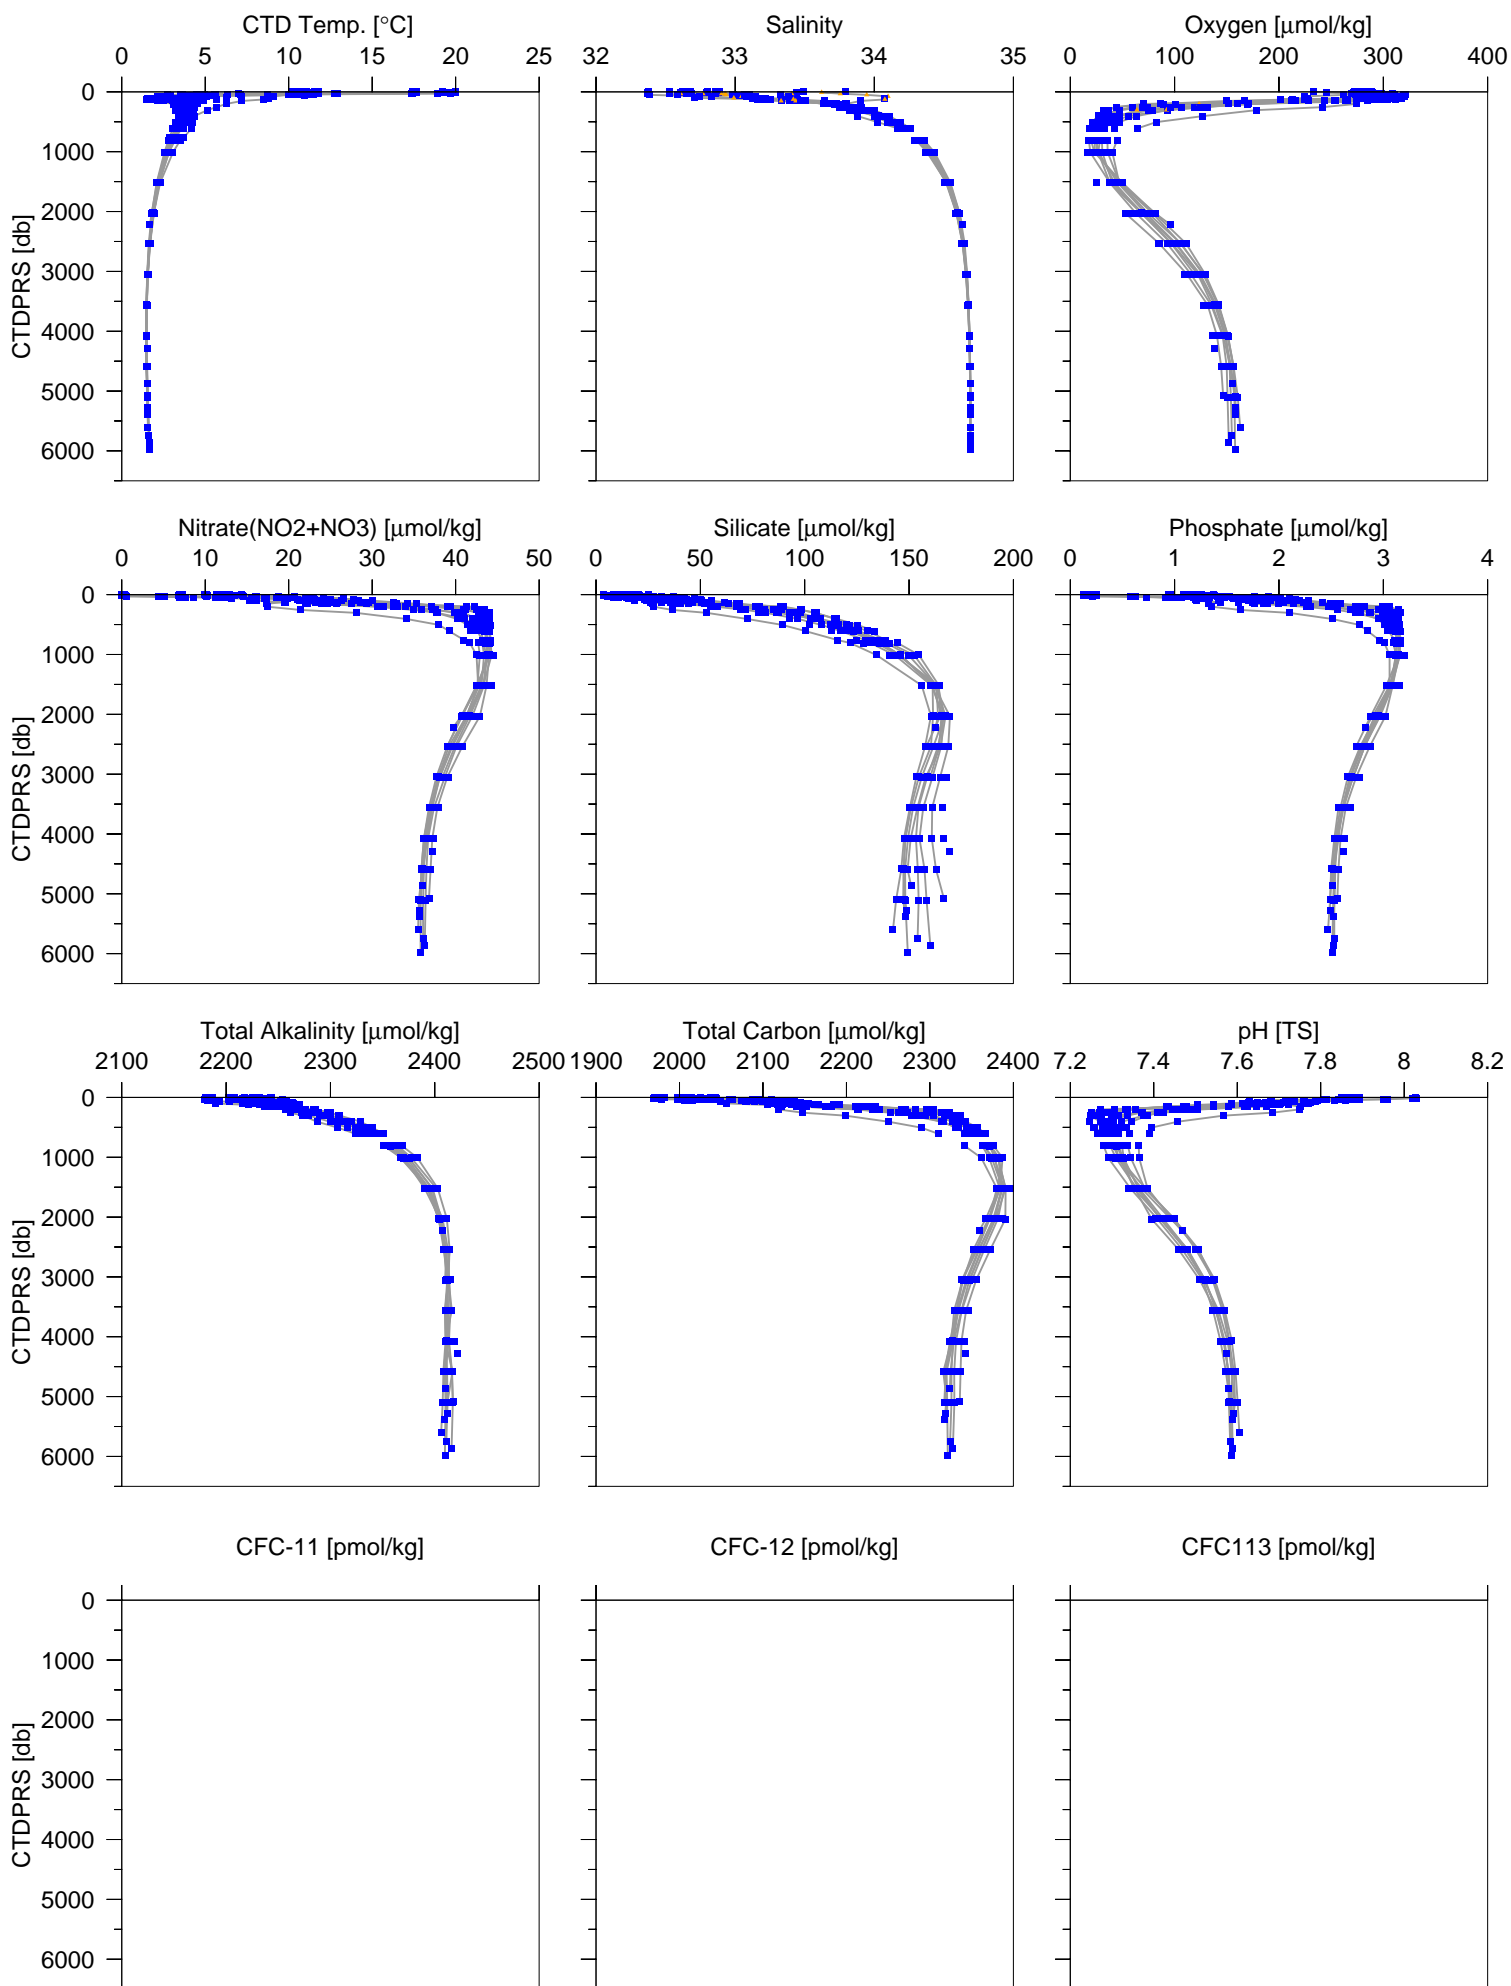 CTD Temp. [°C] Salinity Oxygen [μmol/kg]
0 5 10 15 20 25 32 33 34 35 0 100 200 300 400
0
1000
2000
3000
4000
5000
6000
CTDPRS [db]
Nitrate(NO2+NO3) [μmol/kg] Silicate [μmol/kg] Phosphate [μmol/kg]
0 10 20 30 40 50 0 50 100 150 200 0 1 2 3 4
0
1000
2000
3000
4000
5000
6000
CTDPRS [db]
Total Alkalinity [μmol/kg] Total Carbon [μmol/kg] pH [TS]
2100 2200 2300 2400 2500 1900 2000 2100 2200 2300 2400 7.2 7.4 7.6 7.8 8 8.2
0
1000
2000
3000
4000
5000
6000
CTDPRS [db]
CFC-11 [pmol/kg] CFC-12 [pmol/kg] CFC113 [pmol/kg]
0
1000
2000
3000
4000
5000
6000
CTDPRS [db]